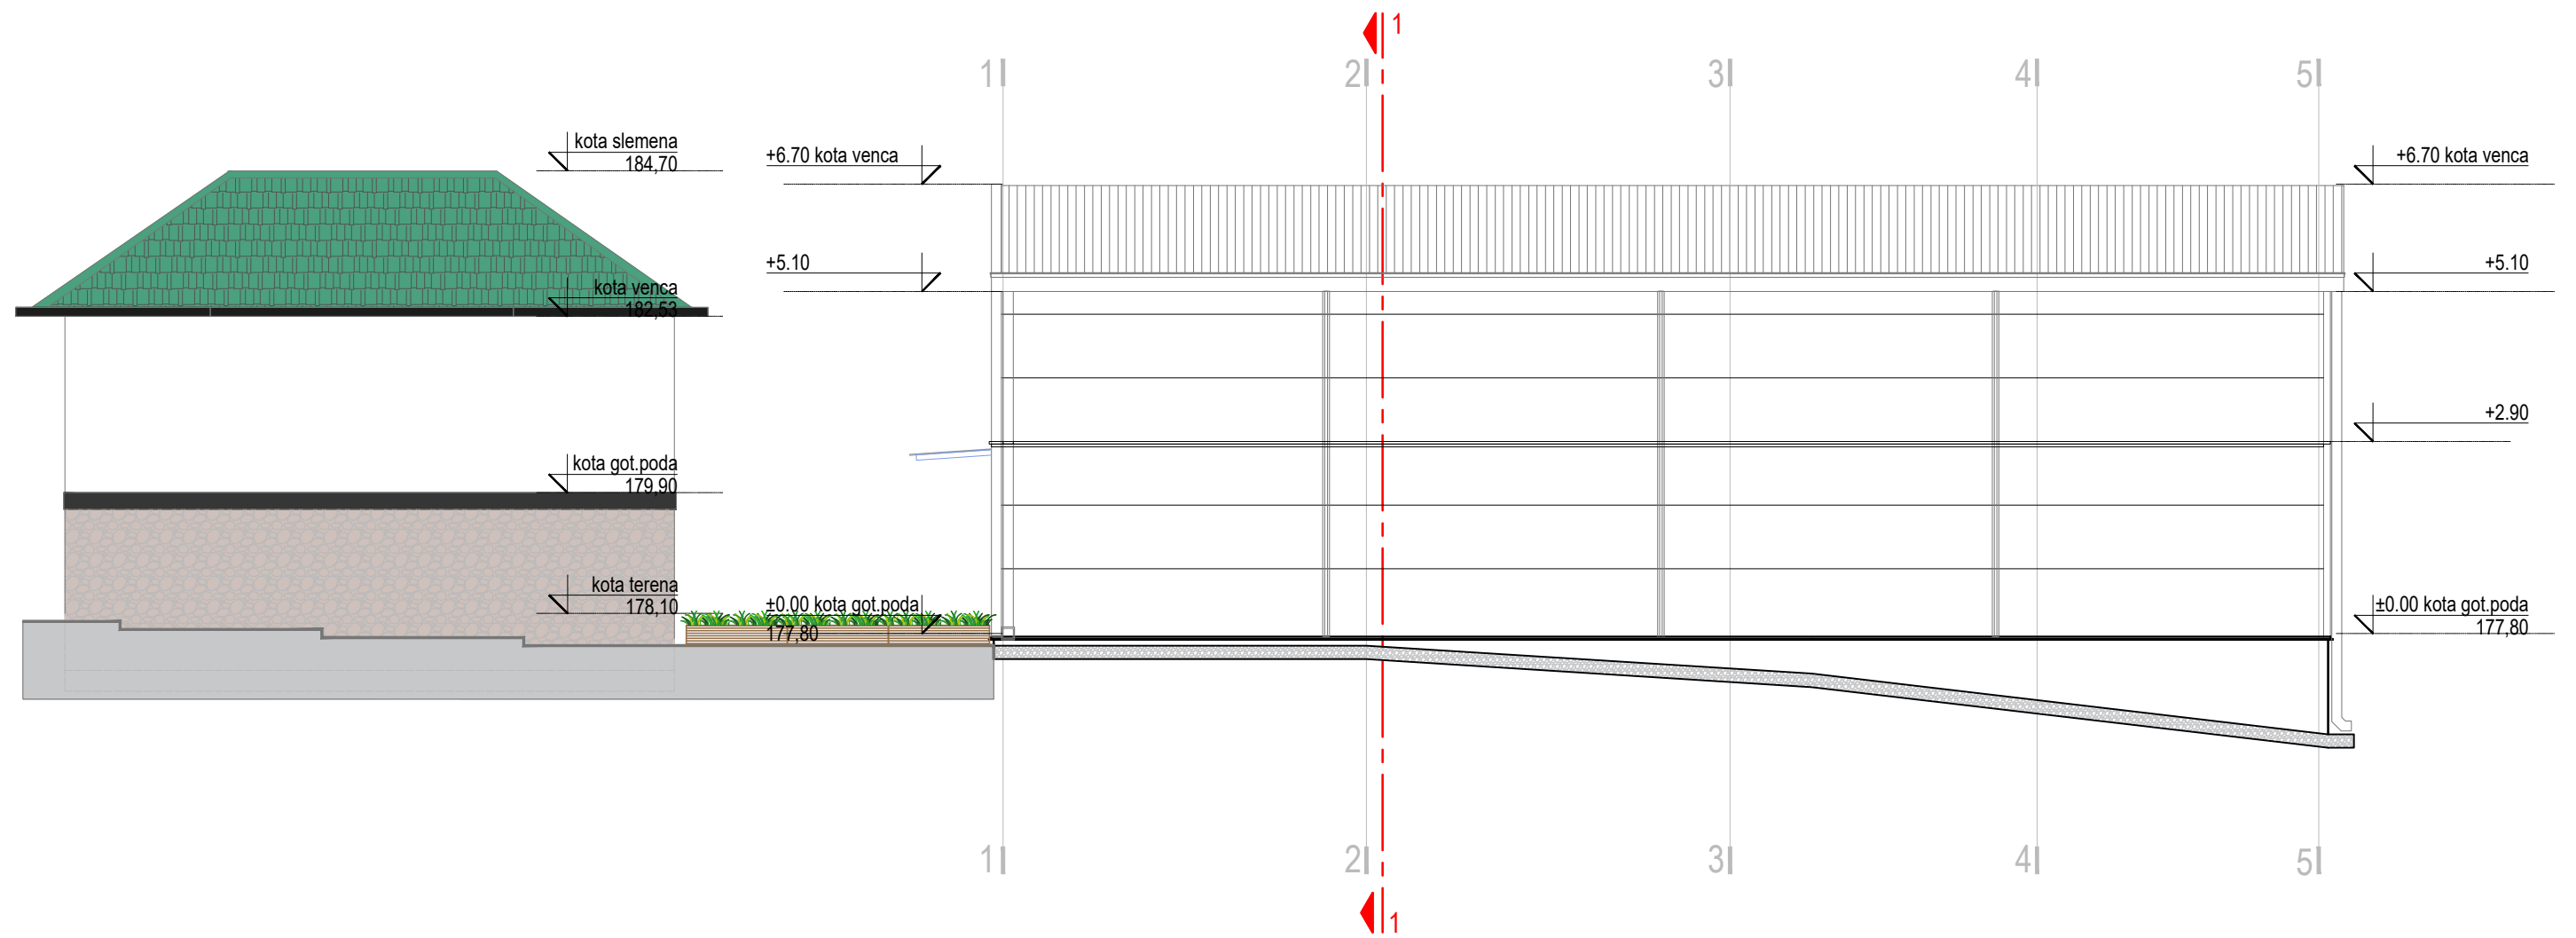 1
1 2 3 4 5
kota slemena
184,70
+6.70 kota venca
+6.70 kota venca
+5.10
+5.10
kota venca
182,53
+2.90
kota got.poda
179,90
kota terena
178,10
±0.00 kota got.poda
177,80
±0.00 kota got.poda
177,80
1 2 3 4 5
1